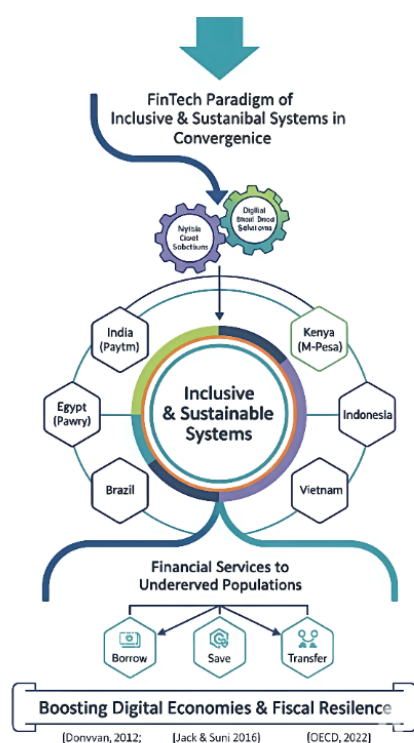 FinTech Paradigm of
Inclusive & Sustanibal Systems in
Convergenice
Digilial
India
(Paytm)
Kenya
(M-Pesa)
Egypt
(Pawry)
Inclusive
& Sustainable
Systems
Indonesia
Brazil
Vietnam
Financial Services to
Undererved Populations
Borrow
Save
Transfer
Boosting Digital Economies & Fiscal Resilence
(Donvvan, 2012;
[Jack & Suni 2016)
(OECD, 2022]